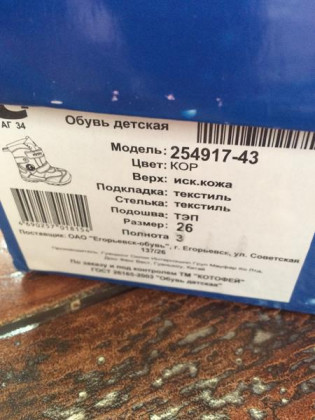 АГ 34
Обувь детская
Модель: 254917-43
Цвет: КОР
Верх: иск.кожа
Подкладка: текстиль
Стелька: текстиль
Подошва: ТЭП
Размер: 26
Полнота 3
4690257018154
Поставщик: ОАО "Егорьевск-обувь", г. Егорьевск, ул. Советская
137/26
По заказу и под контролем ТМ "КОТОФЕЙ"
ГОСТ 26165-2003 "Обувь детская"